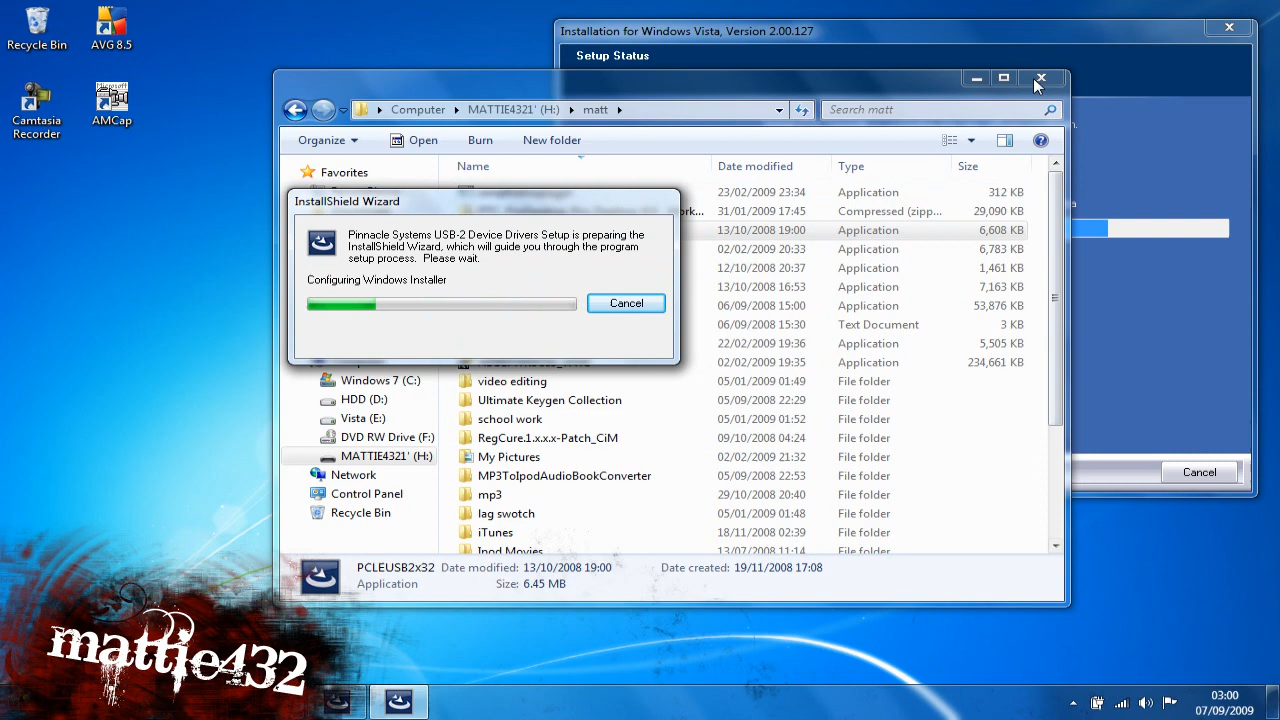 Recycle Bin
AVG 8.5
Camtasia
Recorder
Microsoft
AMCap
Installation for Windows Vista, Version 2.00.127
Setup Status
Computer MATTIE4321' (H:) matt
Search matt
Organize Open Burn New folder
Name Date modified Type Size
Favorites
23/02/2009 23:34 Application 312 KB
31/01/2009 17:45 Compressed (zipp... 29,090 KB
13/10/2008 19:00 Application 6,608 KB
02/02/2009 20:33 Application 6,783 KB
12/10/2008 20:37 Application 1,461 KB
13/10/2008 16:53 Application 7,163 KB
06/09/2008 15:00 Application 53,876 KB
06/09/2008 15:30 Text Document 3 KB
22/02/2009 19:36 Application 5,505 KB
02/02/2009 19:35 Application 234,661 KB
InstallShield Wizard
Pinnacle Systems USB-2 Device Drivers Setup is preparing the
InstallShield Wizard, which will guide you through the program
setup process. Please wait.
Configuring Windows Installer
Cancel
Windows 7 (C:)
HDD (D:)
Vista (E:)
DVD RW Drive (F:)
MATTIE4321' (H:)
Network
Control Panel
Recycle Bin
video editing 05/01/2009 01:49 File folder
Ultimate Keygen Collection 05/09/2008 22:29 File folder
school work 05/01/2009 01:52 File folder
RegCure.1.x.x.x-Patch_CiM 09/10/2008 04:24 File folder
My Pictures 02/02/2009 21:32 File folder
MP3ToIpodAudioBookConverter 05/09/2008 22:53 File folder
mp3 29/10/2008 20:40 File folder
lag swotch 05/01/2009 01:48 File folder
iTunes 18/11/2008 02:39 File folder
Ipod Movies 13/07/2008 11:14 File folder
PCLEUSB2x32 Date modified: 13/10/2008 19:00 Date created: 19/11/2008 17:08
Application Size: 6.45 MB
Cancel
mattie432
03:00
07/09/2009